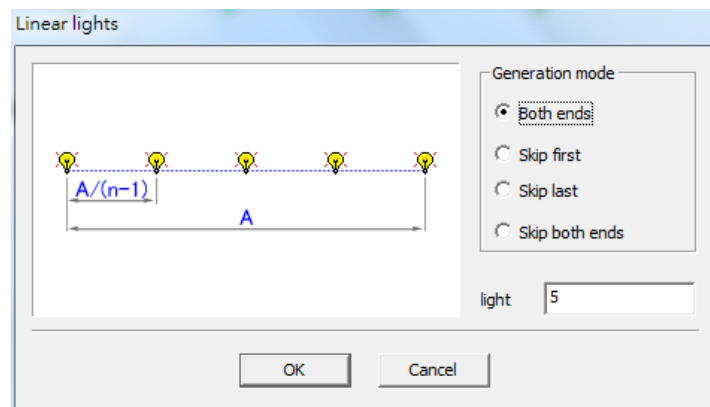 Linear lights
A/(n-1)
A
Generation mode
Both ends
Skip first
Skip last
Skip both ends
light 5
OK Cancel